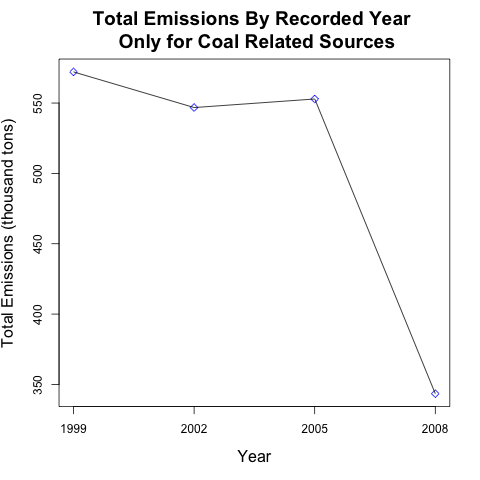 Total Emissions By Recorded Year
Only for Coal Related Sources
Total Emissions (thousand tons)
550
500
450
400
350
1999 2002 2005 2008
Year